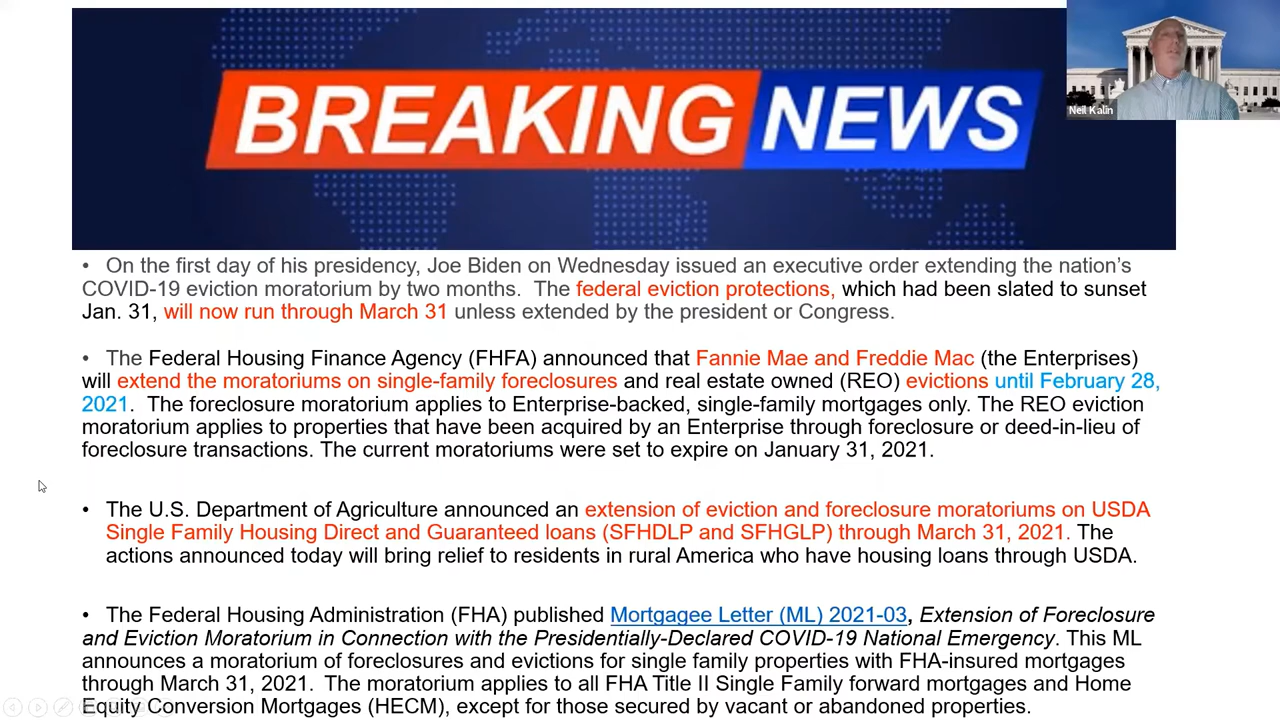 BREAKING NEWS
Neil Kalin
• On the first day of his presidency, Joe Biden on Wednesday issued an executive order extending the nation’s
COVID-19 eviction moratorium by two months. The federal eviction protections, which had been slated to sunset
Jan. 31, will now run through March 31 unless extended by the president or Congress.
• The Federal Housing Finance Agency (FHFA) announced that Fannie Mae and Freddie Mac (the Enterprises)
will extend the moratoriums on single-family foreclosures and real estate owned (REO) evictions until February 28,
2021. The foreclosure moratorium applies to Enterprise-backed, single-family mortgages only. The REO eviction
moratorium applies to properties that have been acquired by an Enterprise through foreclosure or deed-in-lieu of
foreclosure transactions. The current moratoriums were set to expire on January 31, 2021.
• The U.S. Department of Agriculture announced an extension of eviction and foreclosure moratoriums on USDA
Single Family Housing Direct and Guaranteed loans (SFHDLP and SFHGLP) through March 31, 2021. The
actions announced today will bring relief to residents in rural America who have housing loans through USDA.
• The Federal Housing Administration (FHA) published Mortgagee Letter (ML) 2021-03, Extension of Foreclosure
and Eviction Moratorium in Connection with the Presidentially-Declared COVID-19 National Emergency. This ML
announces a moratorium of foreclosures and evictions for single family properties with FHA-insured mortgages
through March 31, 2021. The moratorium applies to all FHA Title II Single Family forward mortgages and Home
Equity Conversion Mortgages (HECM), except for those secured by vacant or abandoned properties.